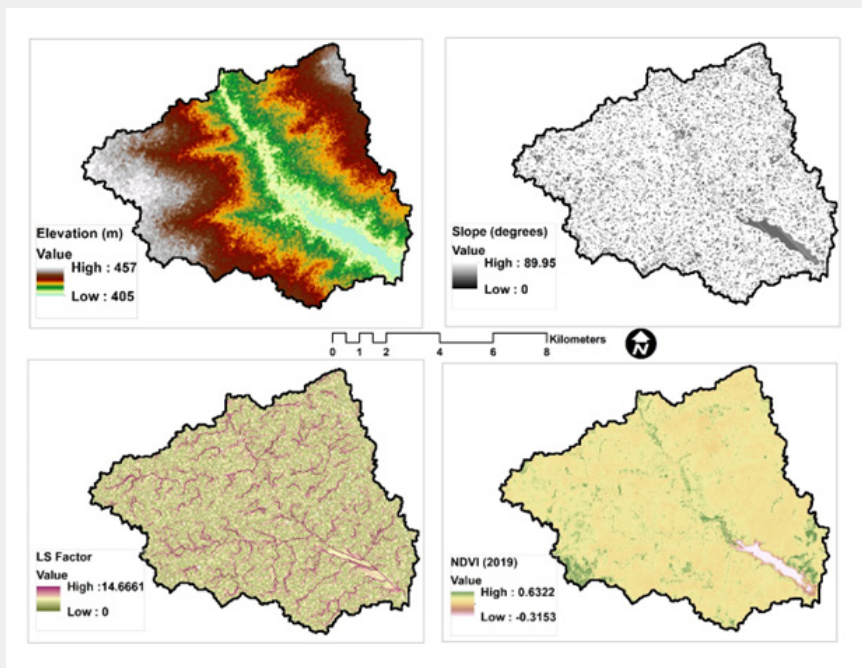 Elevation (m)
Value
High : 457
Low : 405
Slope (degrees)
Value
High : 89.95
Low : 0
Kilometers
0 1 2 4 6 8
N
LS Factor
Value
High :14.6661
Low : 0
NDVI (2019)
Value
High : 0.6322
Low : -0.3153